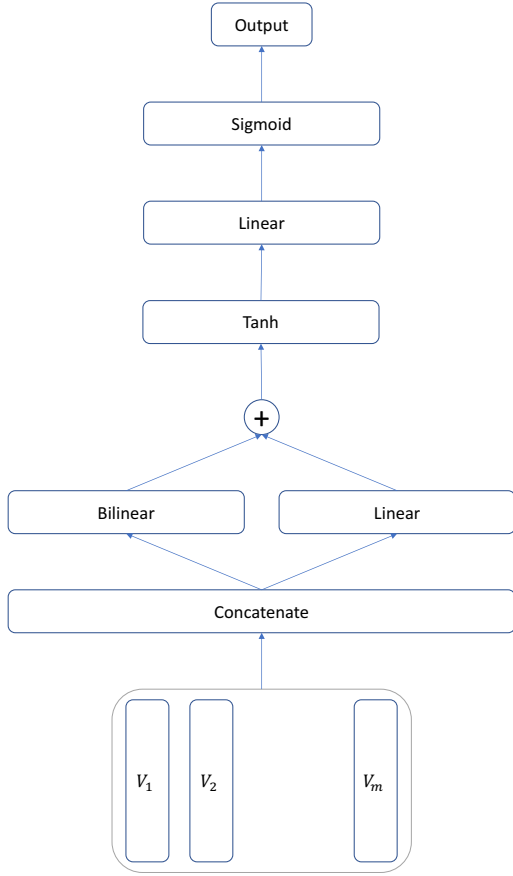 Output
Sigmoid
Linear
Tanh
+
Bilinear Linear
Concatenate
V₁ V₂ Vₘ